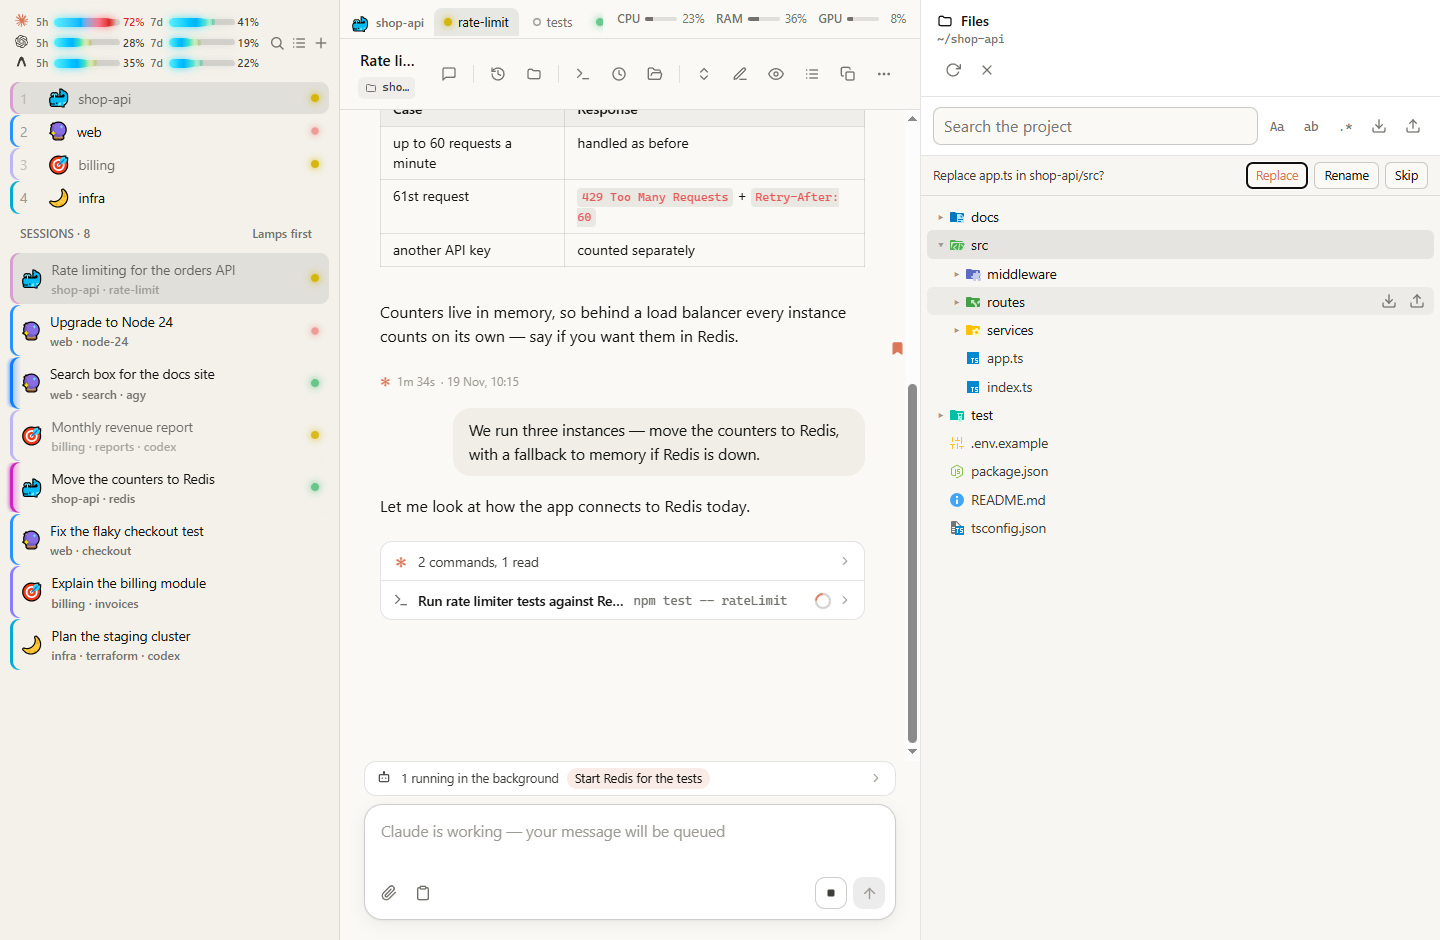 5h 72% 7d 41%
5h 28% 7d 19%
5h 35% 7d 22%
1 shop-api
2 web
3 billing
4 infra
SESSIONS · 8 Lamps first
Rate limiting for the orders API
shop-api · rate-limit
Upgrade to Node 24
web · node-24
Search box for the docs site
web · search · agy
Monthly revenue report
billing · reports · codex
Move the counters to Redis
shop-api · redis
Fix the flaky checkout test
web · checkout
Explain the billing module
billing · invoices
Plan the staging cluster
infra · terraform · codex
shop-api rate-limit tests CPU 23% RAM 36% GPU 8%
Rate li...
sho...
Case Response
up to 60 requests a minute handled as before
61st request 429 Too Many Requests + Retry-After: 60
another API key counted separately
Counters live in memory, so behind a load balancer every instance
counts on its own — say if you want them in Redis.
1m 34s · 19 Nov, 10:15
We run three instances — move the counters to Redis,
with a fallback to memory if Redis is down.
Let me look at how the app connects to Redis today.
2 commands, 1 read
Run rate limiter tests against Re... npm test -- rateLimit
1 running in the background Start Redis for the tests
Claude is working — your message will be queued
Files
~/shop-api
Search the project Aa ab .*
Replace app.ts in shop-api/src? Replace Rename Skip
docs
src
middleware
routes
services
TS app.ts
TS index.ts
test
.env.example
package.json
README.md
TS tsconfig.json